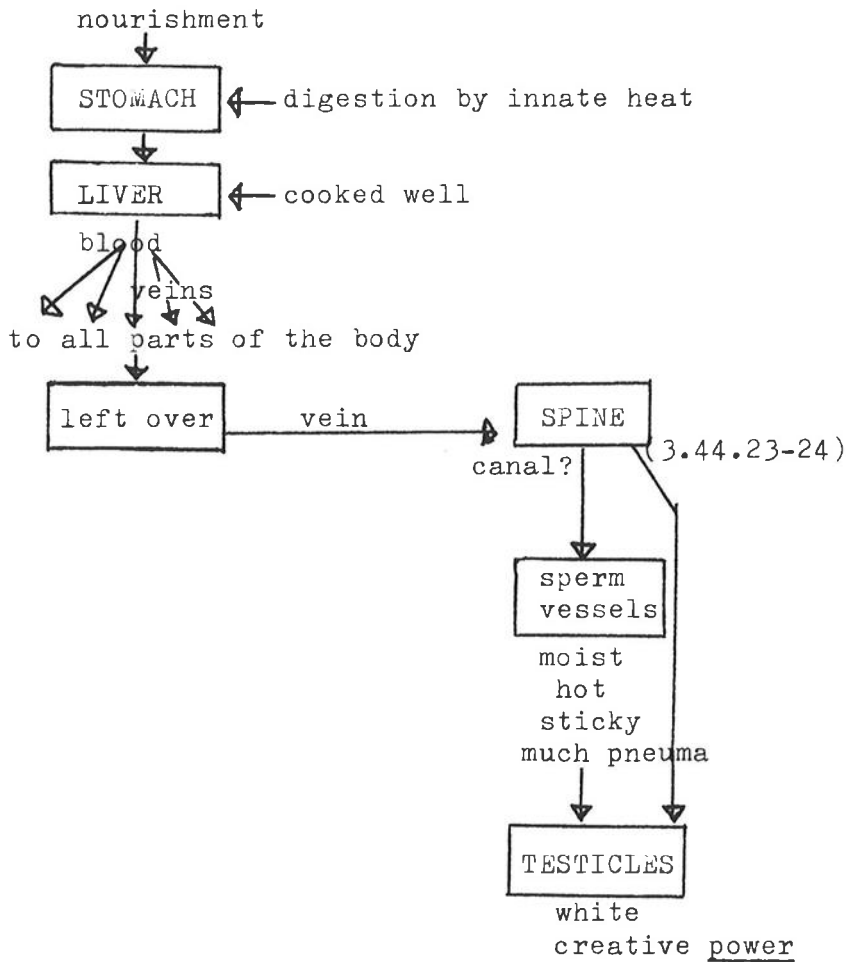 nourishment
STOMACH
digestion by innate heat
LIVER
cooked well
blood
veins
to all parts of the body
left over
vein
SPINE
(3.44.23-24)
canal?
sperm
vessels
moist
hot
sticky
much pneuma
TESTICLES
white
creative power